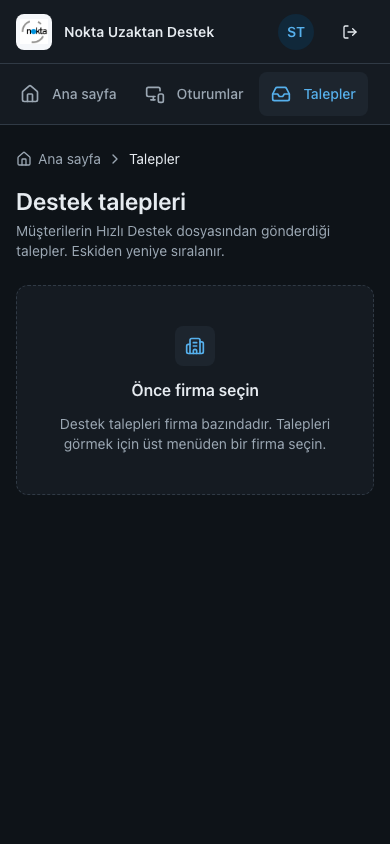 nokta
Nokta Uzaktan Destek
ST
Ana sayfa
Oturumlar
Talepler
Ana sayfa > Talepler
Destek talepleri
Müşterilerin Hızlı Destek dosyasından gönderdiği
talepler. Eskiden yeniye sıralanır.
Önce firma seçin
Destek talepleri firma bazındadır. Talepleri
görmek için üst menüden bir firma seçin.